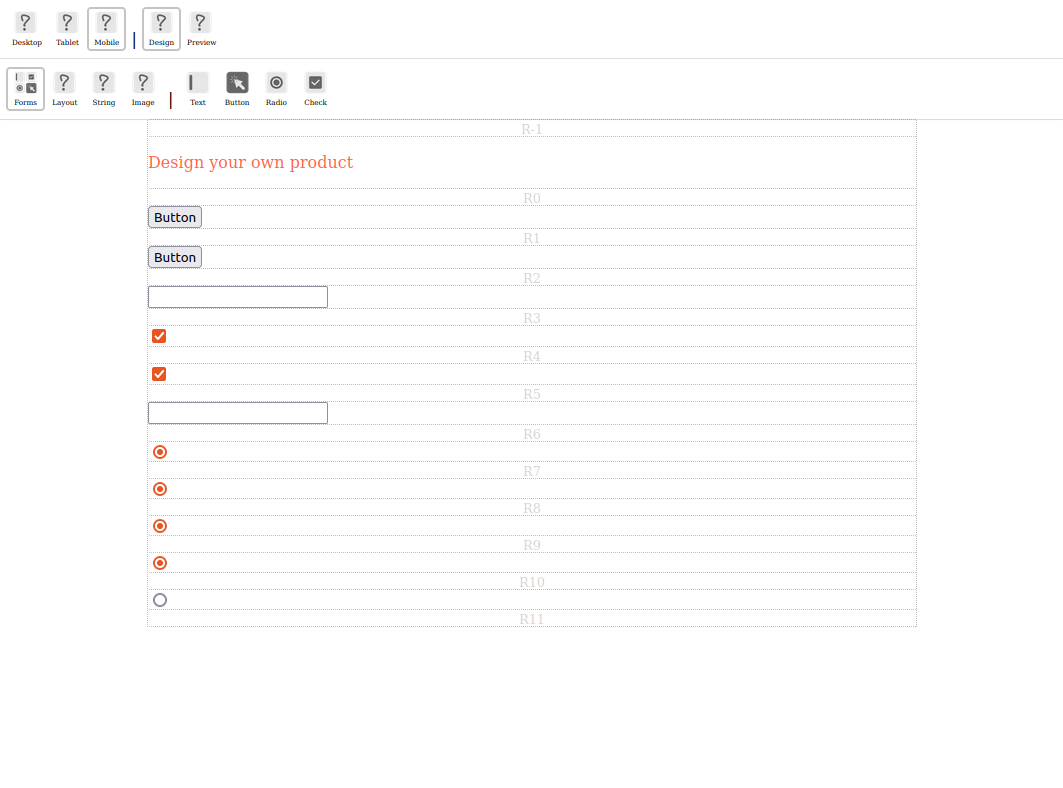 Desktop Tablet Mobile Design Preview
Forms Layout String Image Text Button Radio Check
R-1
Design your own product
R0
Button
R1
Button
R2
R3
R4
R5
R6
R7
R8
R9
R10
R11